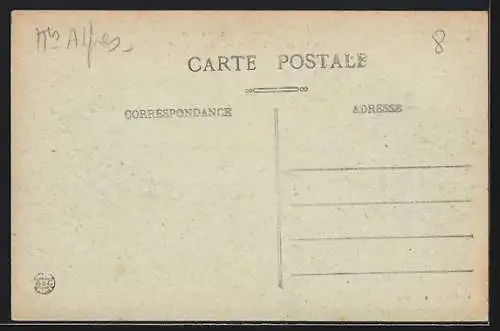 Htes Alpes
8
CARTE POSTALE
CORRESPONDANCE
ADRESSE